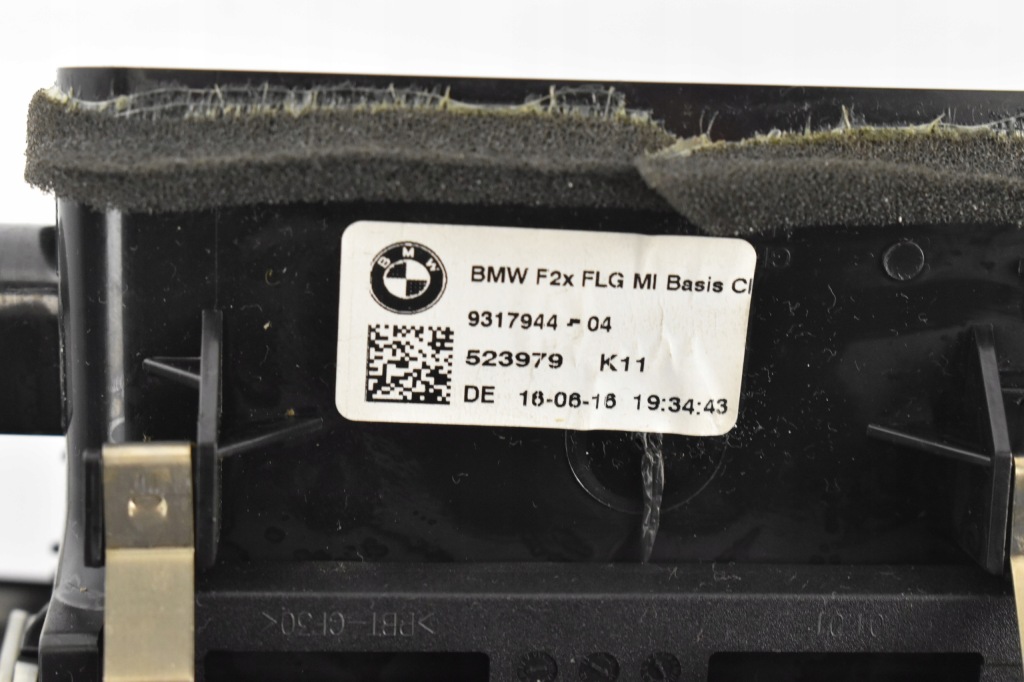 BMW
BMW F2x FLG MI Basis Cl
9317944-04
523979 K11
DE 16-06-16 19:34:43
>PBT-GF30<